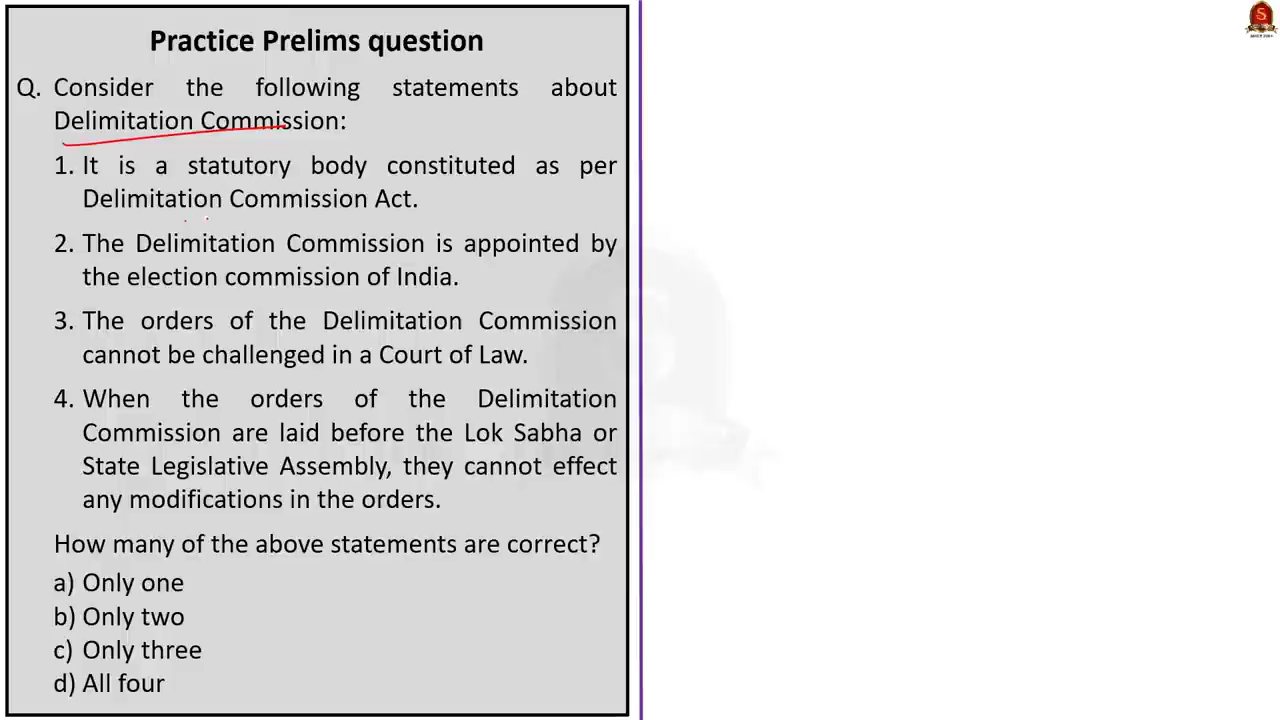 Practice Prelims question
Q. Consider the following statements about
Delimitation Commission:
1. It is a statutory body constituted as per
Delimitation Commission Act.
2. The Delimitation Commission is appointed by
the election commission of India.
3. The orders of the Delimitation Commission
cannot be challenged in a Court of Law.
4. When the orders of the Delimitation
Commission are laid before the Lok Sabha or
State Legislative Assembly, they cannot effect
any modifications in the orders.
How many of the above statements are correct?
a) Only one
b) Only two
c) Only three
d) All four
S